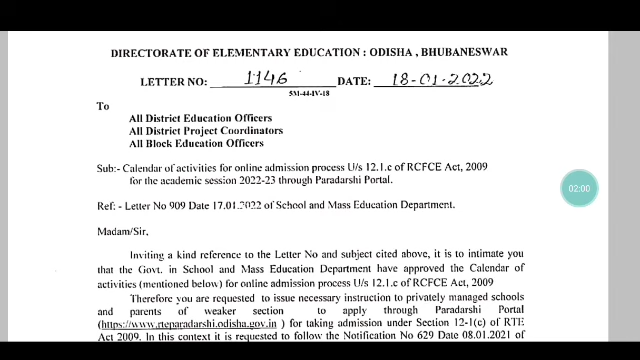 DIRECTORATE OF ELEMENTARY EDUCATION : ODISHA , BHUBANESWAR
LETTER NO: 1146 DATE: 18-01-2022
5M-44-IV-18
To
All District Education Officers
All District Project Coordinators
All Block Education Officers
Sub:- Calendar of activities for online admission process U/s 12.1.c of RCFCE Act, 2009
for the academic session 2022-23 through Paradarshi Portal.
Ref: - Letter No 909 Date 17.01.2022 of School and Mass Education Department.
Madam/Sir,
Inviting a kind reference to the Letter No and subject cited above, it is to intimate you
that the Govt. in School and Mass Education Department have approved the Calendar of
activities (mentioned below) for online admission process U/s 12.1.c of RCFCE Act, 2009
Therefore you are requested to issue necessary instruction to privately managed schools
and parents of weaker section to apply through Paradarshi Portal
(https://www.rteparadarshi.odisha.gov.in ) for taking admission under Section 12-1(c) of RTE
Act 2009. In this context it is requested to follow the Notification No 629 Date 08.01.2021 of
02:00